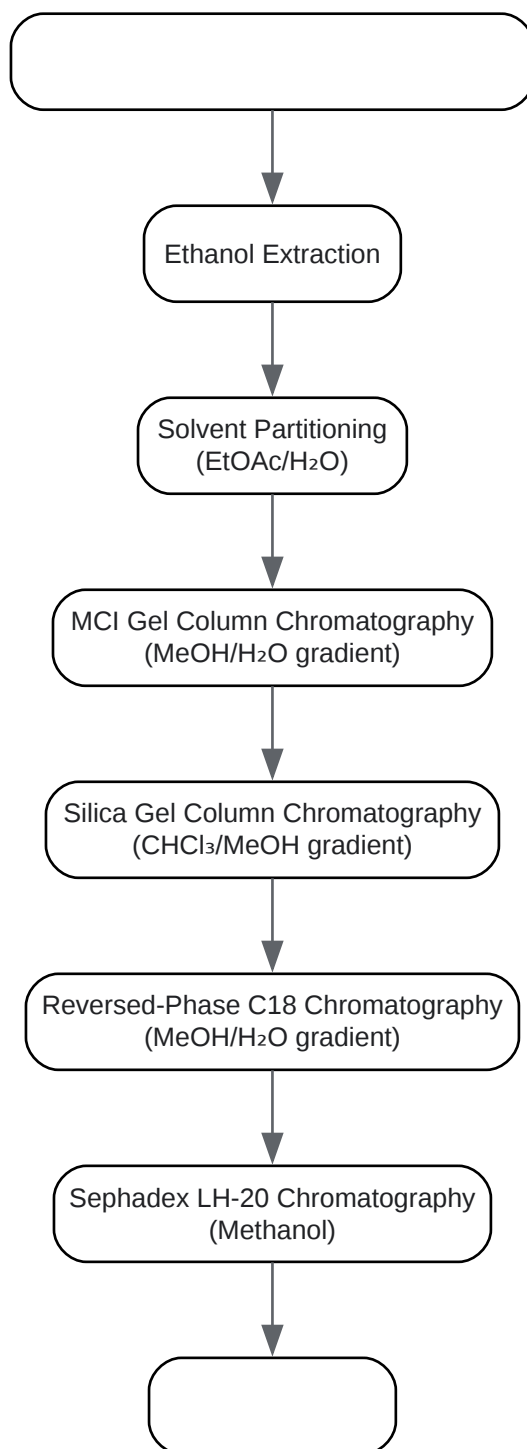 Ethanol Extraction
Solvent Partitioning
(EtOAc/H₂O)
MCI Gel Column Chromatography
(MeOH/H₂O gradient)
Silica Gel Column Chromatography
(CHCl₃/MeOH gradient)
Reversed-Phase C18 Chromatography
(MeOH/H₂O gradient)
Sephadex LH-20 Chromatography
(Methanol)